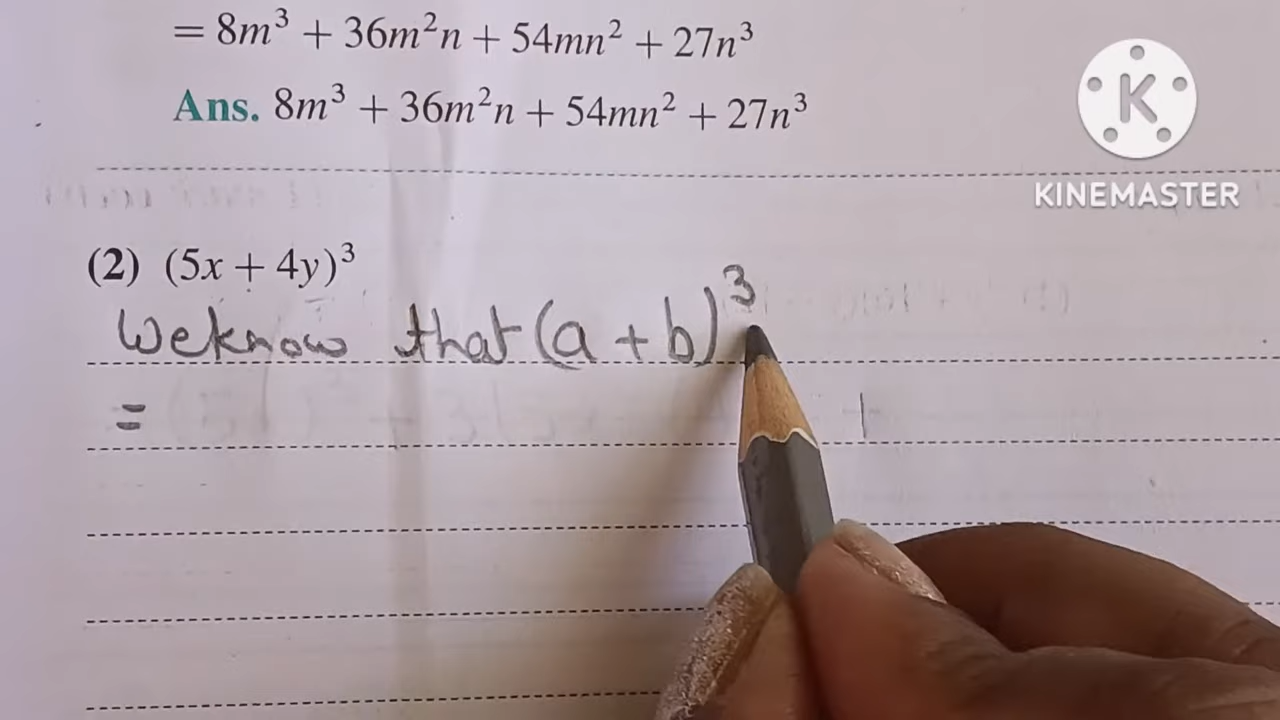 = 8m³ + 36m²n + 54mn² + 27n³
Ans. 8m³ + 36m²n + 54mn² + 27n³
KINEMASTER
(2) (5x + 4y)³
We know that (a + b)³
=